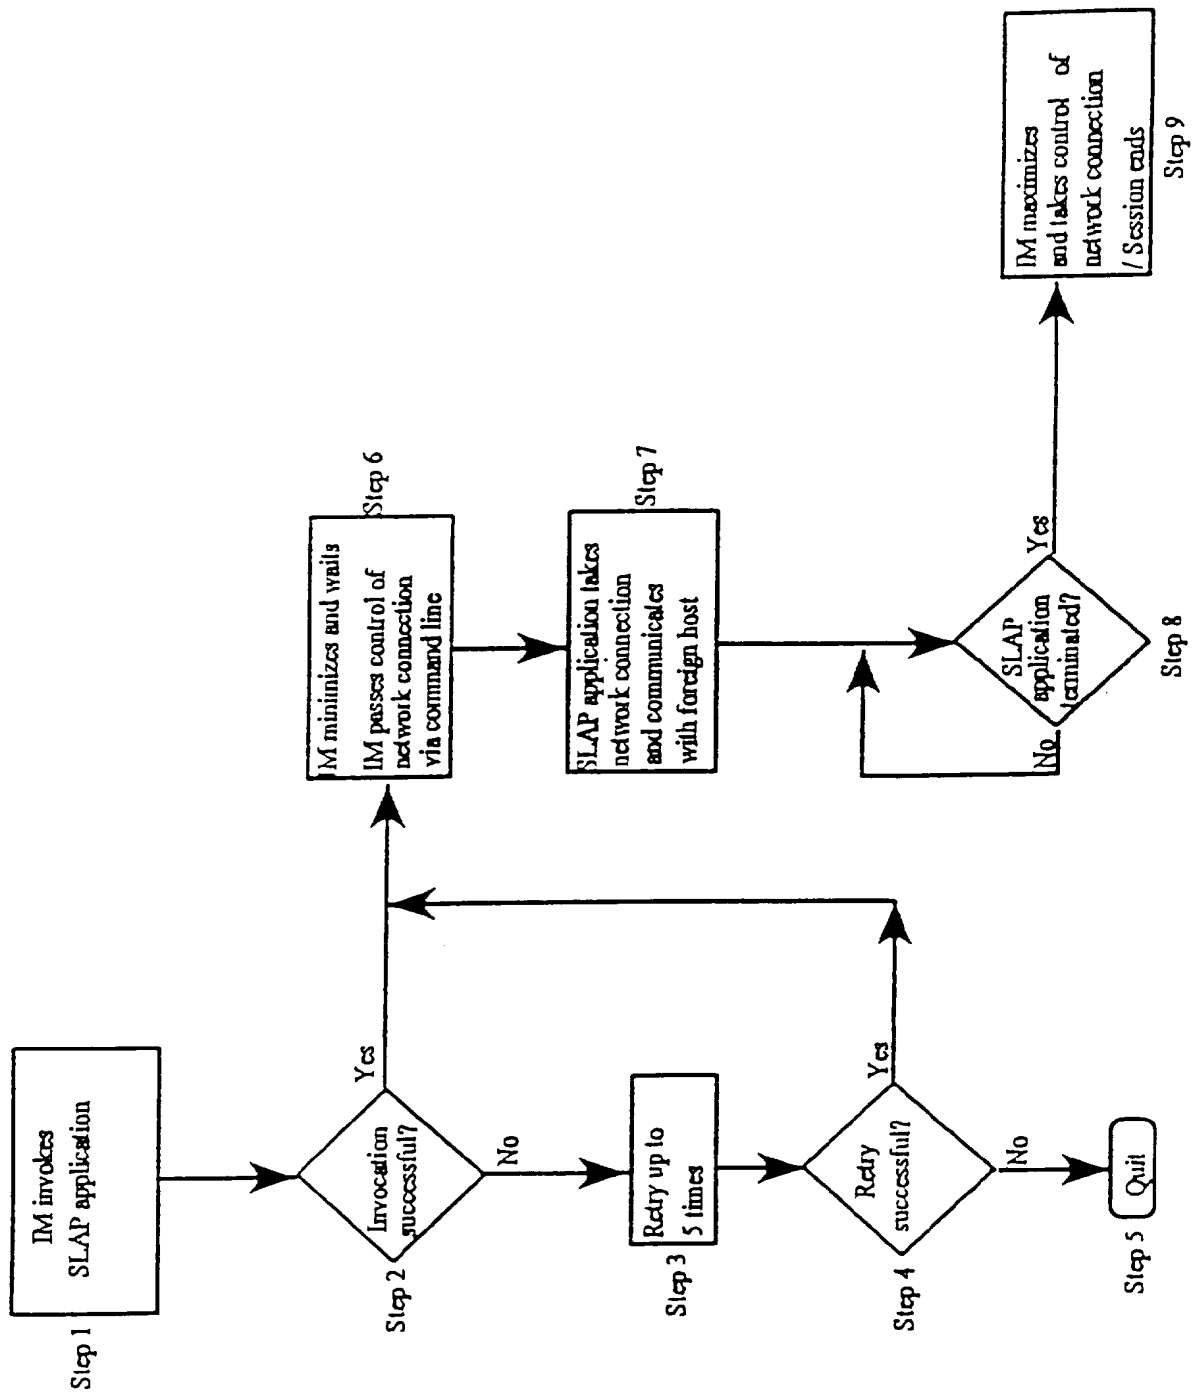 Step 1
IM invokes
SLAP application
Step 2
Invocation
successful?
Yes
No
Step 3
Retry up to
5 times
Step 4
Retry
successful?
Yes
No
Step 5
Quit
IM minimizes and waits
IM passes control of
network connection
via command line
Step 6
SLAP application takes
network connection
and communicates
with foreign host
Step 7
SLAP
application
terminated?
No
Yes
Step 8
IM maximizes
and takes control of
network connection
/ Session ends
Step 9